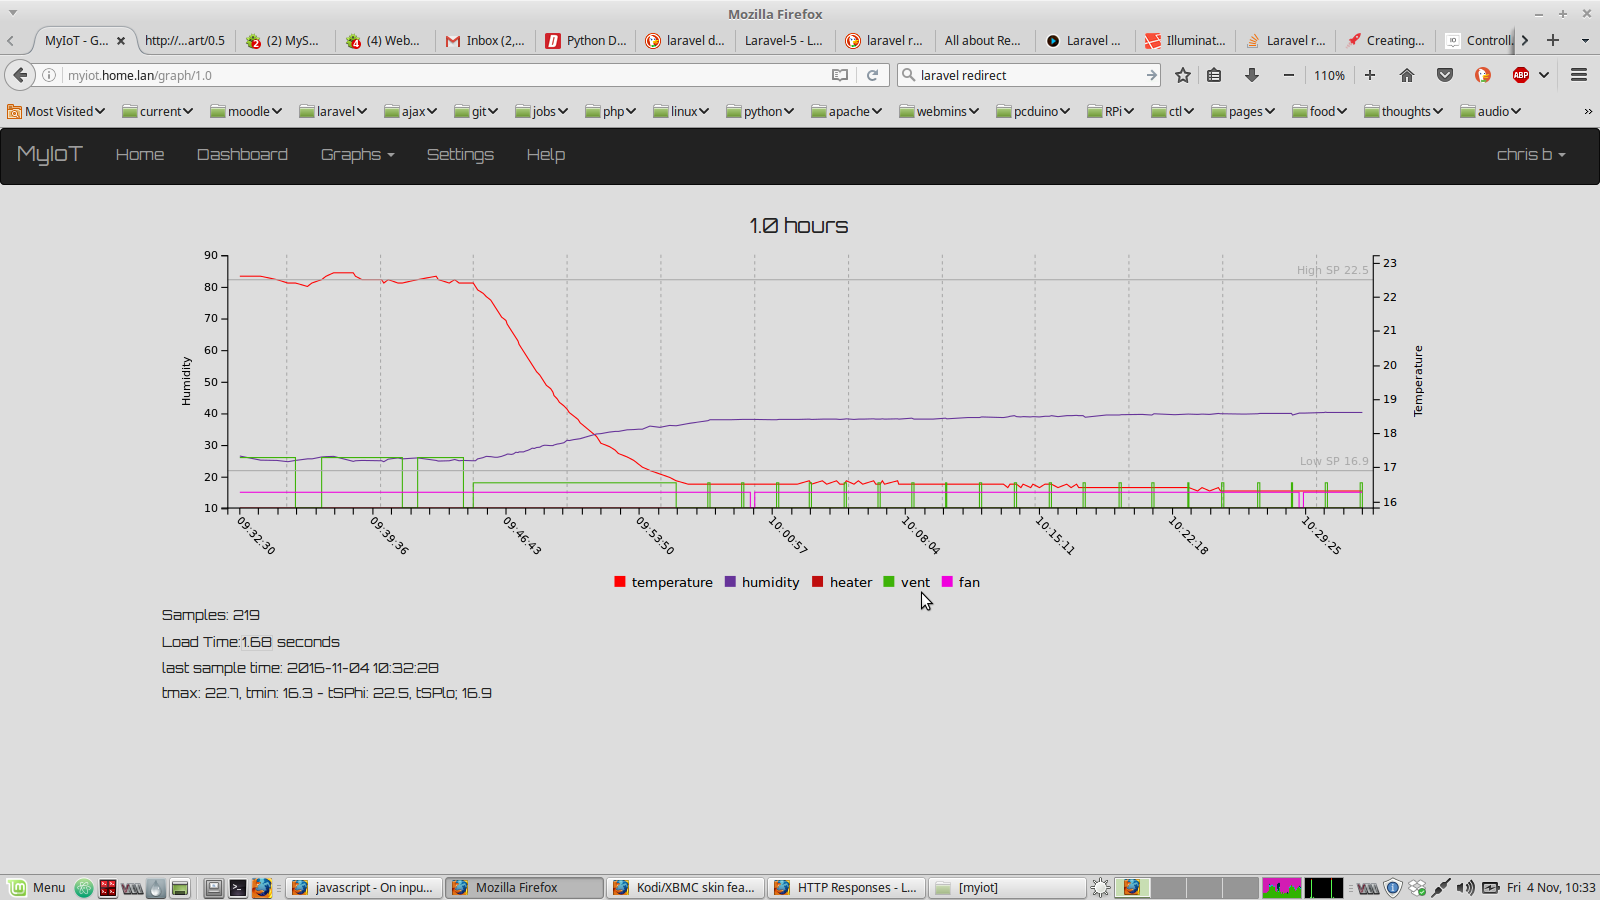 Mozilla Firefox
MyIoT - G...
http://...art/0.5
(2) MyS...
(4) Web...
Inbox (2,...
Python D...
laravel d...
Laravel-5 - L...
laravel r...
All about Re...
Laravel ...
Illuminat...
Laravel r...
Creating...
Controll.
myiot.home.lan/graph/1.0
laravel redirect
110%
ABP
Most Visited
current
moodle
laravel
ajax
git
jobs
php
linux
python
apache
webmins
pcduino
RPi
ctl
pages
food
thoughts
audio
MyIoT Home Dashboard Graphs Settings Help chris b
1.0 hours
High SP 22.5
Low SP 16.9
Humidity
90
80
70
60
50
40
30
20
10
Temperature
23
22
21
20
19
18
17
16
09:32:30 09:39:36 09:46:43 09:53:50 10:00:57 10:08:04 10:15:11 10:22:18 10:29:25
temperature humidity heater vent fan
Samples: 219
Load Time:1.68 seconds
last sample time: 2016-11-04 10:32:28
tmax: 22.7, tmin: 16.3 - tSPhi: 22.5, tSPlo; 16.9
Menu
javascript - On inpu...
Mozilla Firefox
Kodi/XBMC skin fea...
HTTP Responses - L...
[myiot]
Fri 4 Nov, 10:33